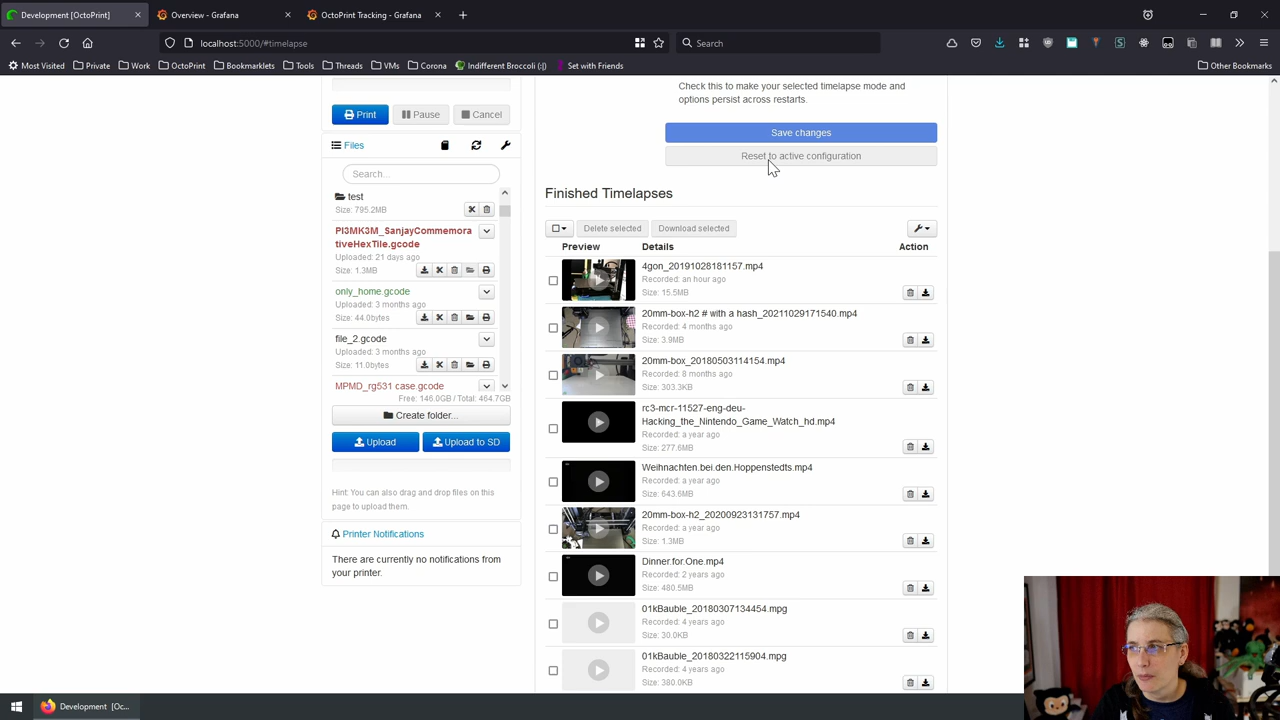 Development [OctoPrint]
Overview - Grafana
OctoPrint Tracking - Grafana
localhost:5000/#timelapse
Search
Most Visited
Private
Work
OctoPrint
Bookmarklets
Tools
Threads
VMs
Corona
Indifferent Broccoli (:|)
Set with Friends
Other Bookmarks
Print
Pause
Cancel
Files
Search...
test
Size: 795.2MB
PI3MK3M_SanjayCommemora
tiveHexTile.gcode
Uploaded: 21 days ago
Size: 1.3MB
only_home.gcode
Uploaded: 3 months ago
Size: 44.0bytes
file_2.gcode
Uploaded: 3 months ago
Size: 11.0bytes
MPMD_rg531 case.gcode
Free: 146.0GB / Total: 464.7GB
Create folder...
Upload
Upload to SD
Hint: You can also drag and drop files on this
page to upload them.
Printer Notifications
There are currently no notifications from
your printer.
Check this to make your selected timelapse mode and
options persist across restarts.
Save changes
Reset to active configuration
Finished Timelapses
Delete selected
Download selected
Preview
Details
Action
4gon_20191028181157.mp4
Recorded: an hour ago
Size: 15.5MB
20mm-box-h2 # with a hash_20211029171540.mp4
Recorded: 4 months ago
Size: 3.9MB
20mm-box_20180503114154.mp4
Recorded: 8 months ago
Size: 303.3KB
rc3-mcr-11527-eng-deu-
Hacking_the_Nintendo_Game_Watch_hd.mp4
Recorded: a year ago
Size: 277.6MB
Weihnachten.bei.den.Hoppenstedts.mp4
Recorded: a year ago
Size: 643.6MB
20mm-box-h2_20200923131757.mp4
Recorded: a year ago
Size: 1.3MB
Dinner.for.One.mp4
Recorded: 2 years ago
Size: 480.5MB
01kBauble_20180307134454.mpg
Recorded: 4 years ago
Size: 30.0KB
01kBauble_20180322115904.mpg
Recorded: 4 years ago
Size: 380.0KB
Development [Oc...